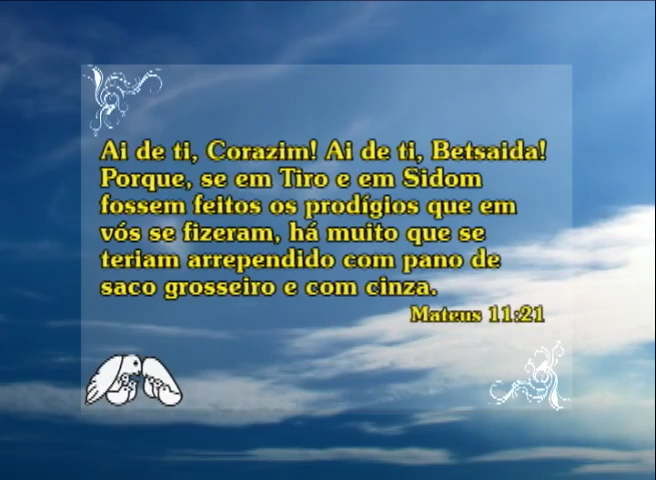 Ai de ti, Corazim! Ai de ti, Betsaida!
Porque, se em Tiro e em Sidom
fossem feitos os prodígios que em
vós se fizeram, há muito que se
teriam arrependido com pano de
saco grosseiro e com cinza.
Mateus 11:21